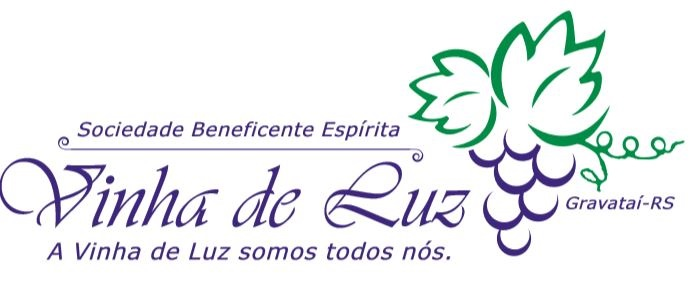 Sociedade Beneficente Espírita
Vinha de Luz
Gravataí-RS
A Vinha de Luz somos todos nós.